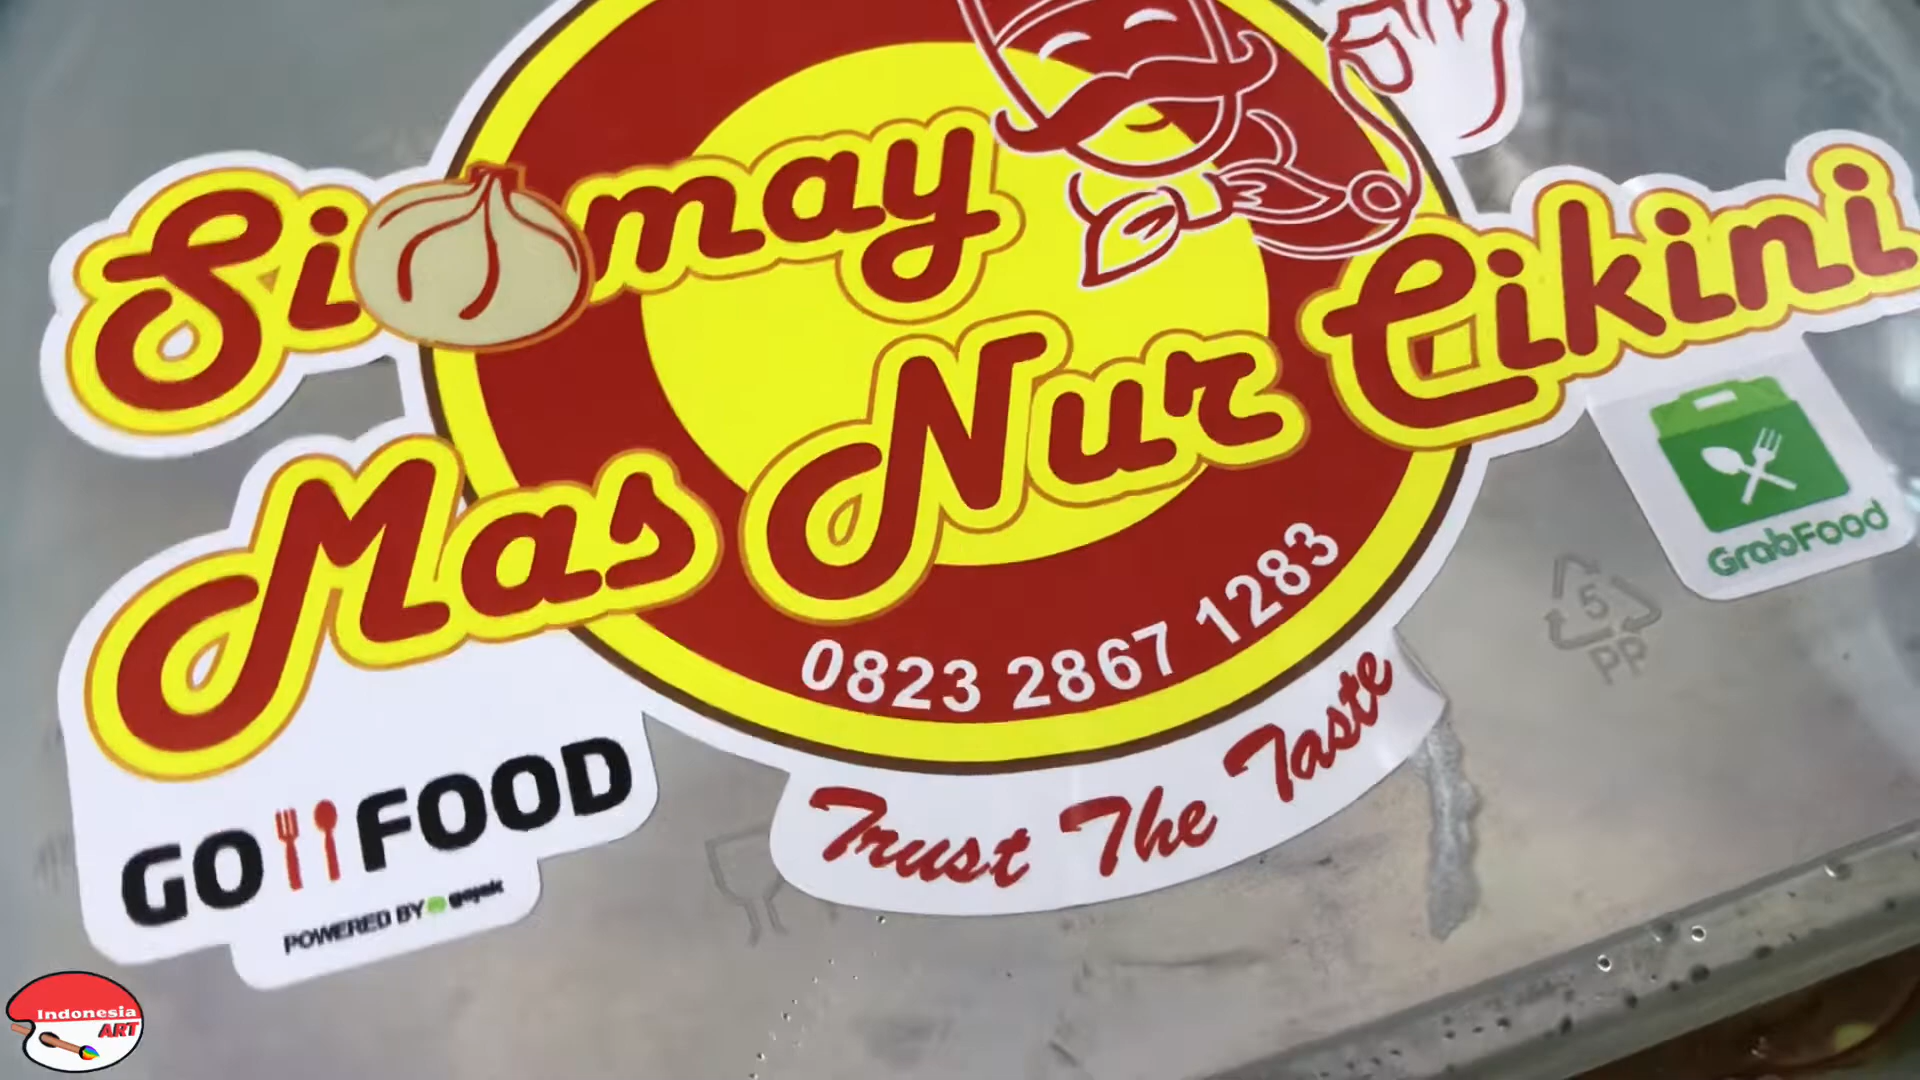 Siomay
Mas Nur Cikini
0823 2867 1283
Trust The Taste
GO FOOD
POWERED BY gojek
GrabFood
5
PP
Indonesia
ART